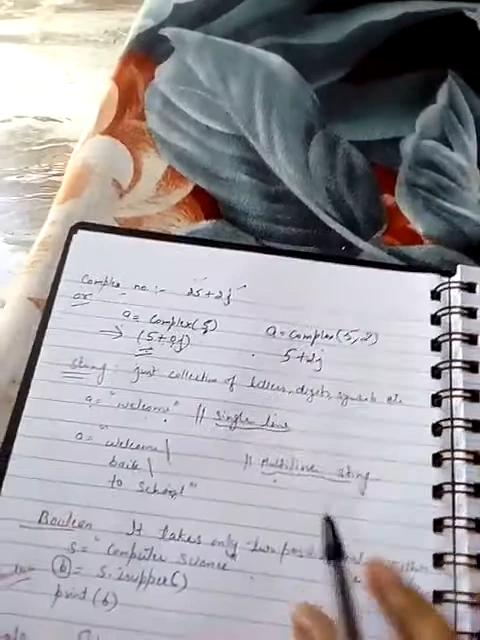 Complex no :- 25+2j
or
a = complex(5) a = complex(5,2)
→ (5+0j) 5+2j
String : just collection of letters, digits, symbols etc
a = "welcome" // single line
a = "welcome\
back\ // Multiline string
to school"
Boolean It takes only two
s = "Computer Science
b = s.isupper()
print(b)